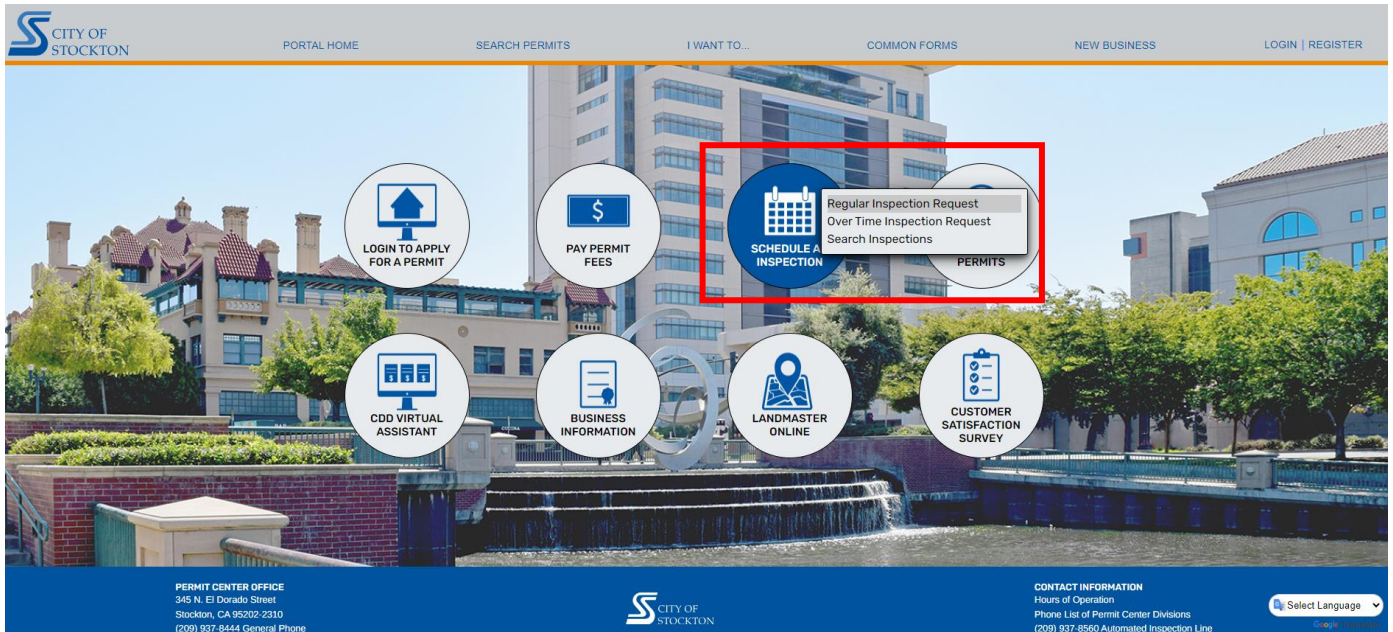 CITY OF
STOCKTON
PORTAL HOME
SEARCH PERMITS
I WANT TO...
COMMON FORMS
NEW BUSINESS
LOGIN | REGISTER
LOGIN TO APPLY
FOR A PERMIT
PAY PERMIT
FEES
SCHEDULE A
INSPECTION
Regular Inspection Request
Over Time Inspection Request
Search Inspections
PERMITS
CDD VIRTUAL
ASSISTANT
BUSINESS
INFORMATION
LANDMASTER
ONLINE
CUSTOMER
SATISFACTION
SURVEY
PERMIT CENTER OFFICE
345 N. El Dorado Street
Stockton, CA 95202-2310
(209) 937-8444 General Phone
CITY OF
STOCKTON
CONTACT INFORMATION
Hours of Operation
Phone List of Permit Center Divisions
(209) 937-8560 Automated Inspection Line
Select Language
Google